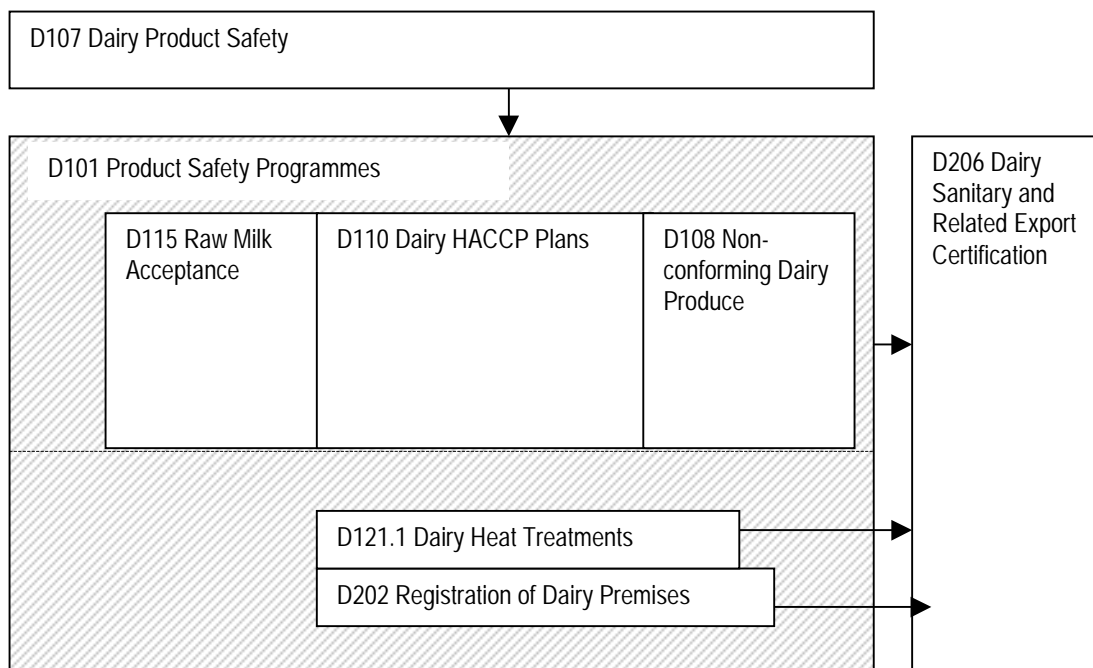 D107 Dairy Product Safety
D101 Product Safety Programmes
D115 Raw Milk
Acceptance
D110 Dairy HACCP Plans
D108 Non-
conforming Dairy
Produce
D206 Dairy
Sanitary and
Related Export
Certification
D121.1 Dairy Heat Treatments
D202 Registration of Dairy Premises